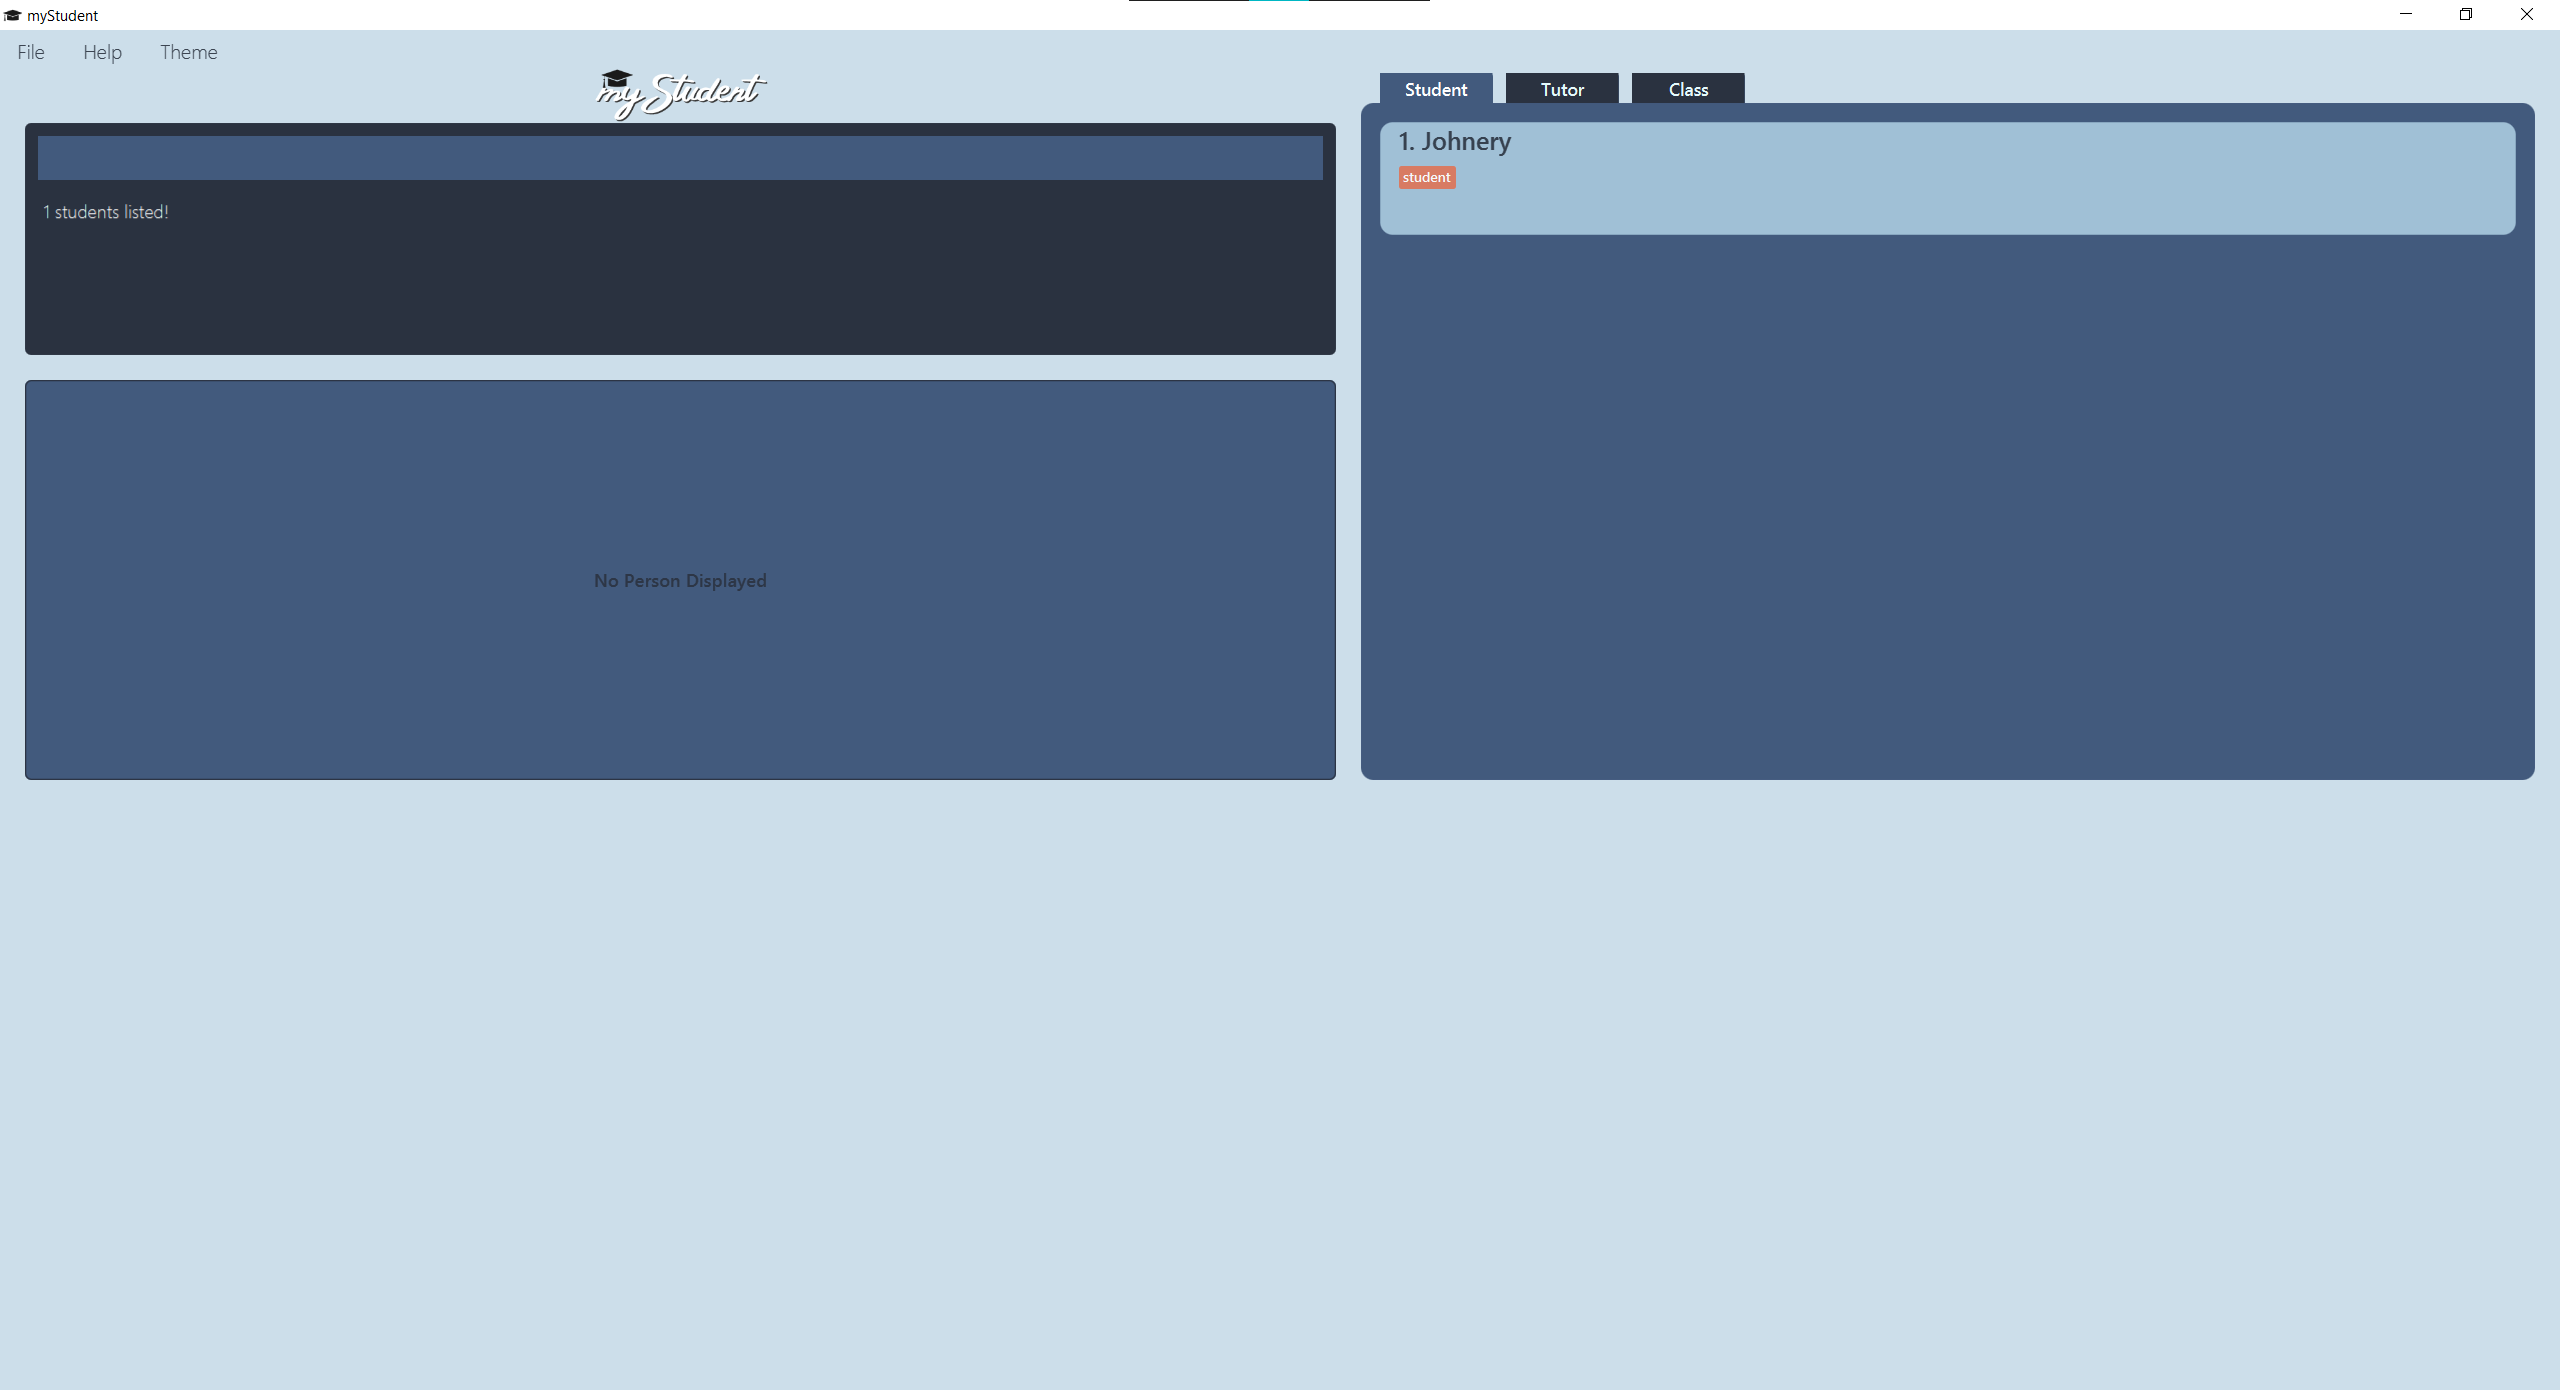 myStudent
File Help Theme
myStudent
1 students listed!
No Person Displayed
Student Tutor Class
1. Johnery
student